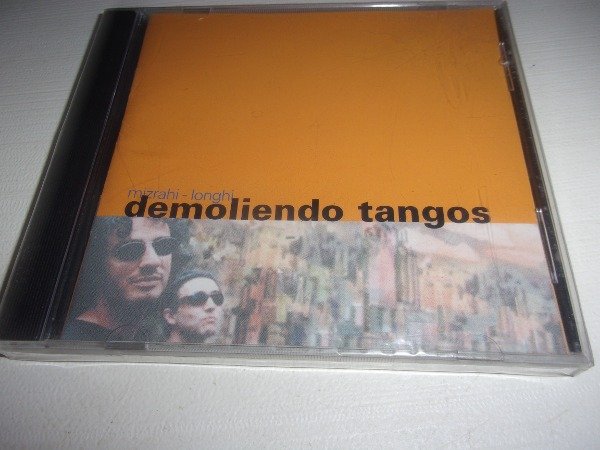 mizrahi - longhi
demoliendo tangos